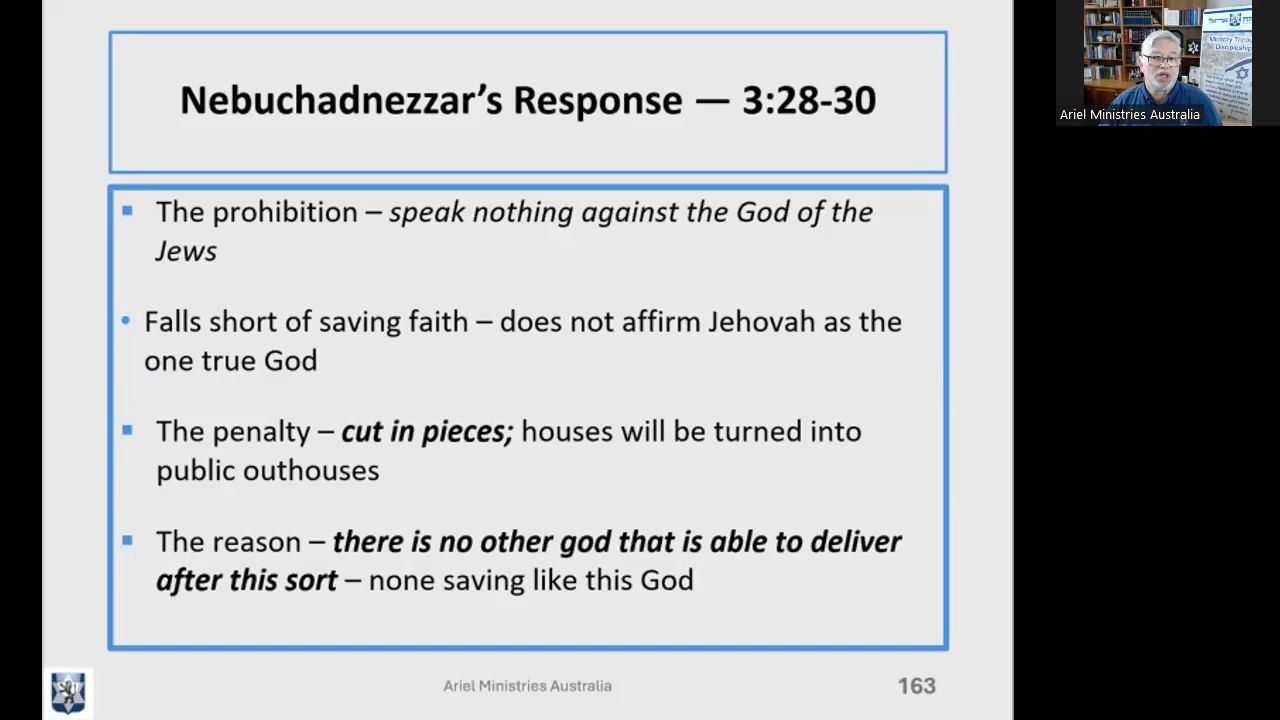 Nebuchadnezzar's Response — 3:28-30
▪ The prohibition – speak nothing against the God of the
Jews
• Falls short of saving faith – does not affirm Jehovah as the
one true God
▪ The penalty – cut in pieces; houses will be turned into
public outhouses
▪ The reason – there is no other god that is able to deliver
after this sort – none saving like this God
Ariel Ministries Australia
163
Ministry Through
Discipleship
Ariel Ministries Australia